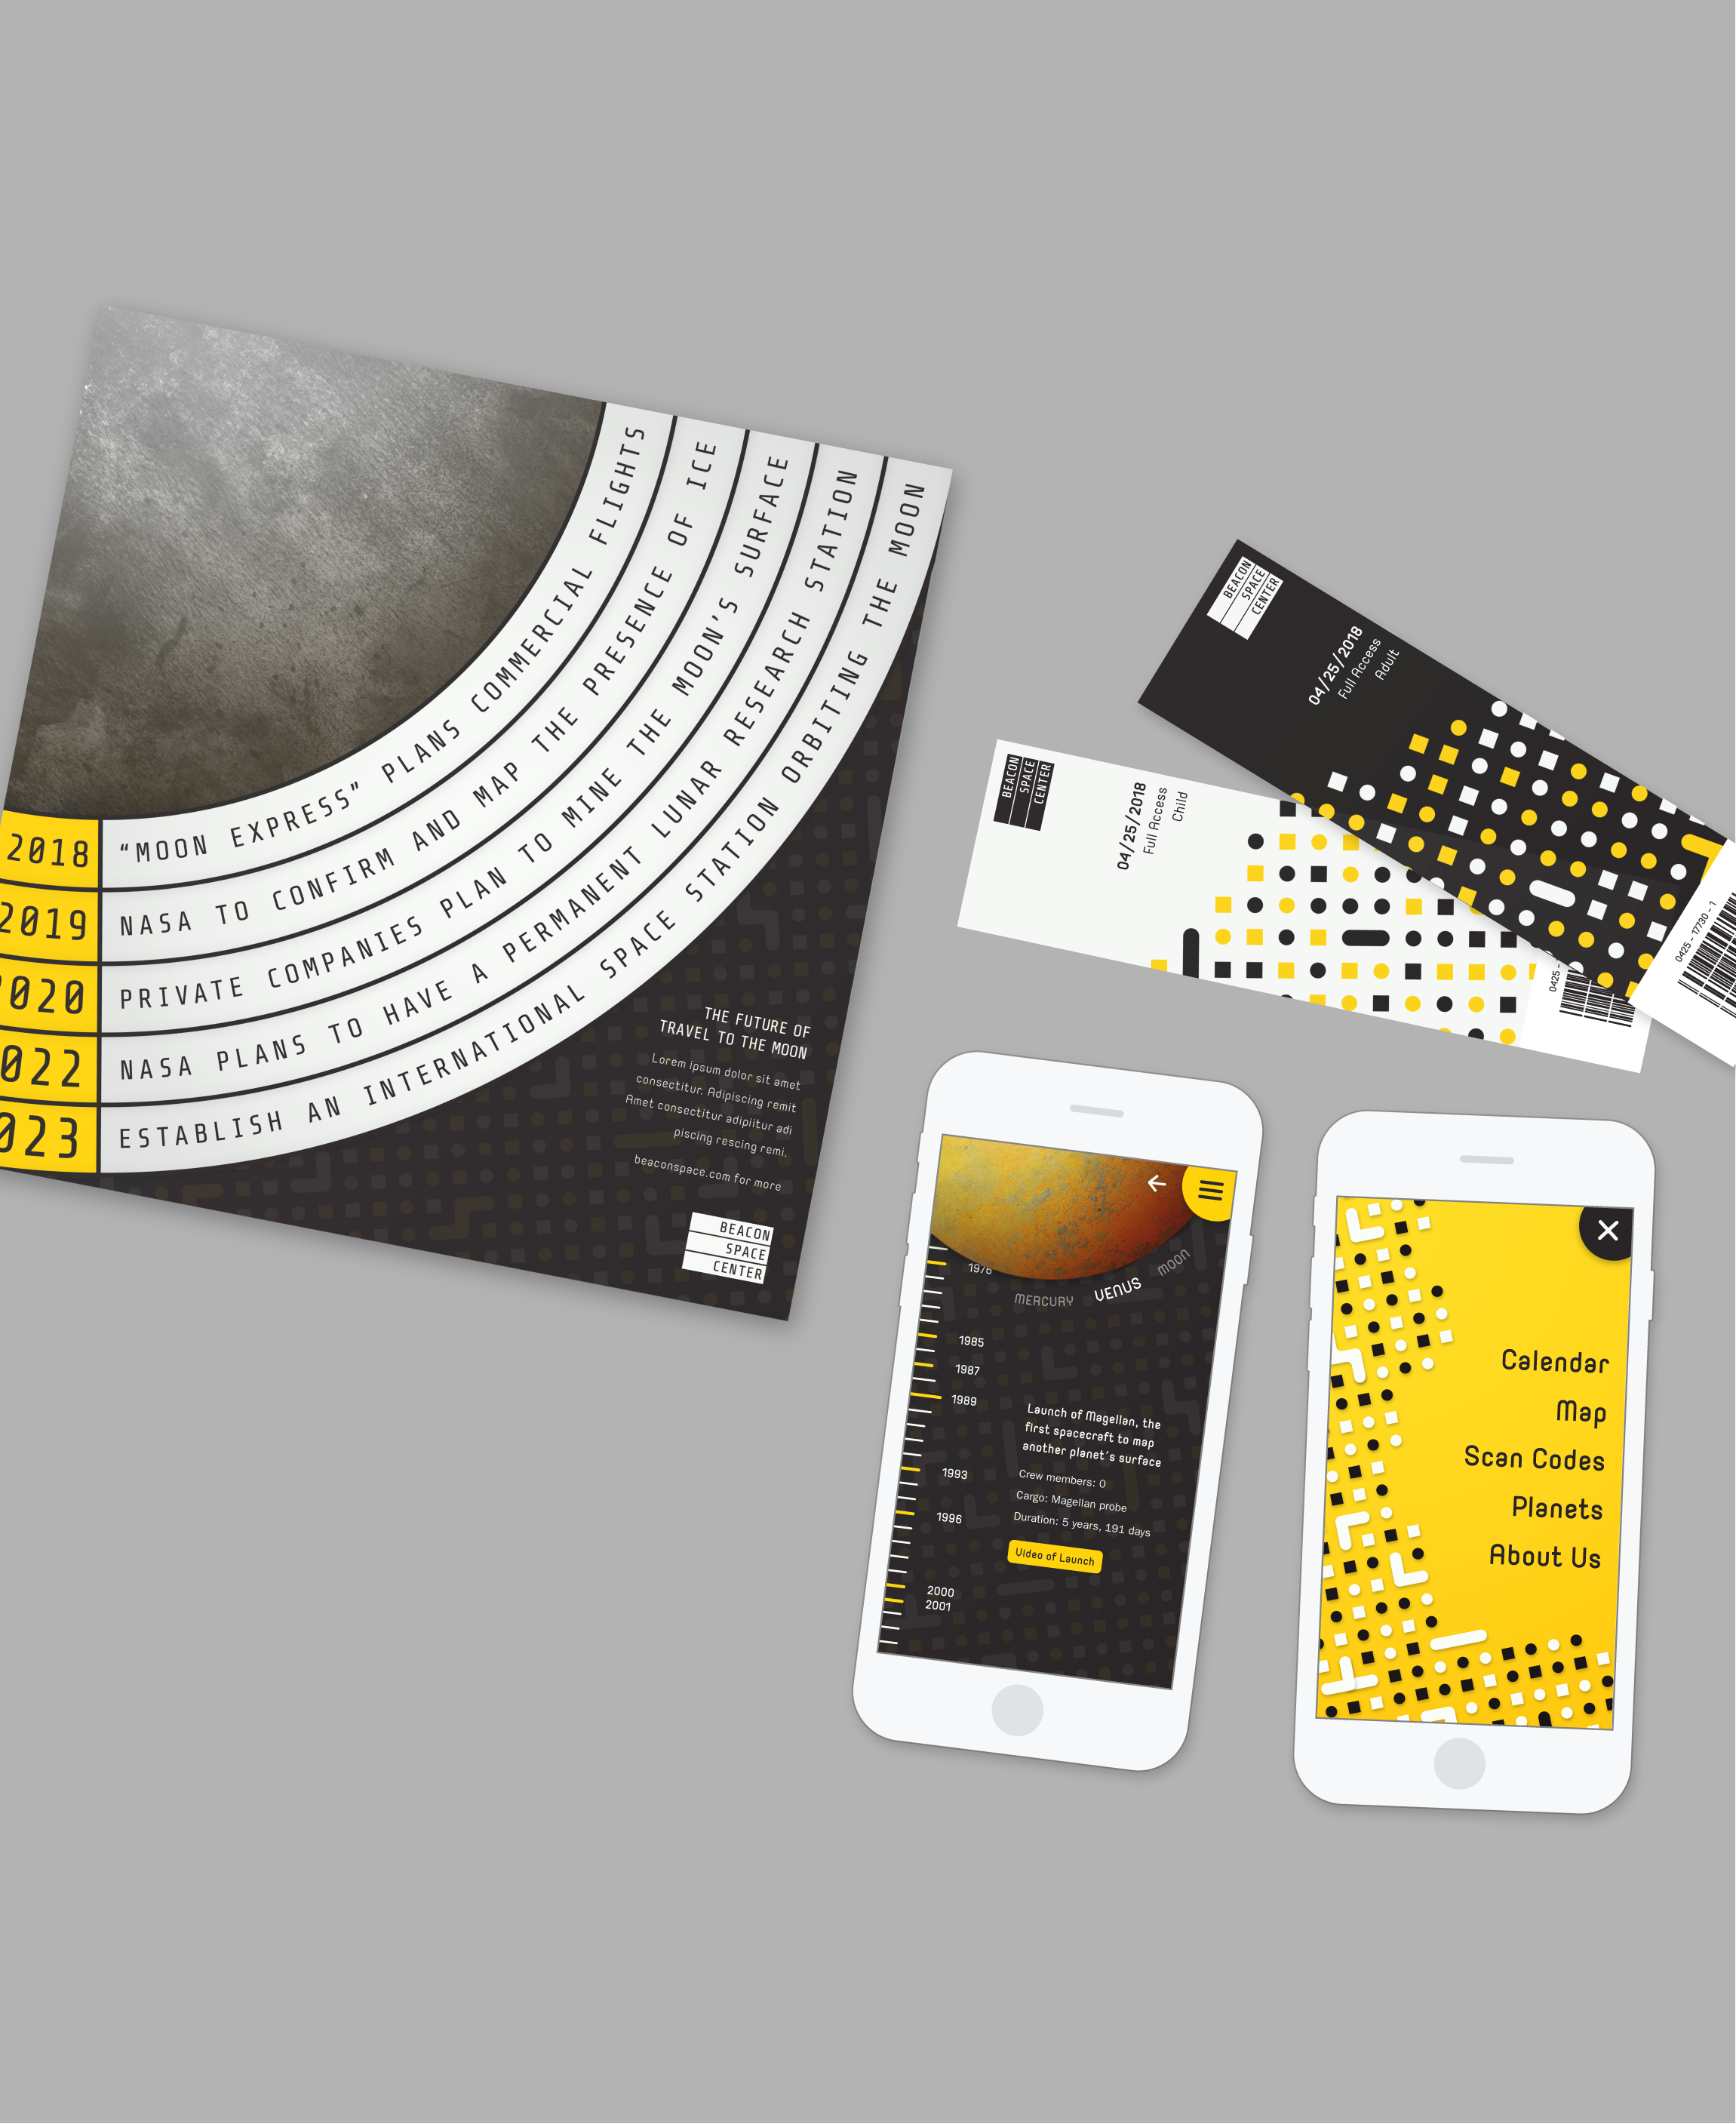 2018 “MOON EXPRESS” PLANS COMMERCIAL FLIGHTS
2019 NASA TO CONFIRM AND MAP THE PRESENCE OF ICE
2020 PRIVATE COMPANIES PLAN TO MINE THE MOON’S SURFACE
022 NASA PLANS TO HAVE A PERMANENT LUNAR RESEARCH STATION
023 ESTABLISH AN INTERNATIONAL SPACE STATION ORBITING THE MOON
THE FUTURE OF
TRAVEL TO THE MOON
Lorem ipsum dolor sit amet
consectitur. Adipiscing remit
Amet consectitur adipiitur adi
piscing rescing remi.
beaconspace.com for more
BEACON
SPACE
CENTER
BEACON
SPACE
CENTER
04/25/2018
Full Access
Adult
0425 - 17730 - 1
BEACON
SPACE
CENTER
04/25/2018
Full Access
Child
0425 -
MERCURY
VENUS
MOON
1976
1985
1987
1989
1993
1996
2000
2001
Launch of Magellan, the
first spacecraft to map
another planet’s surface
Crew members: 0
Cargo: Magellan probe
Duration: 5 years, 191 days
Video of Launch
Calendar
Map
Scan Codes
Planets
About Us